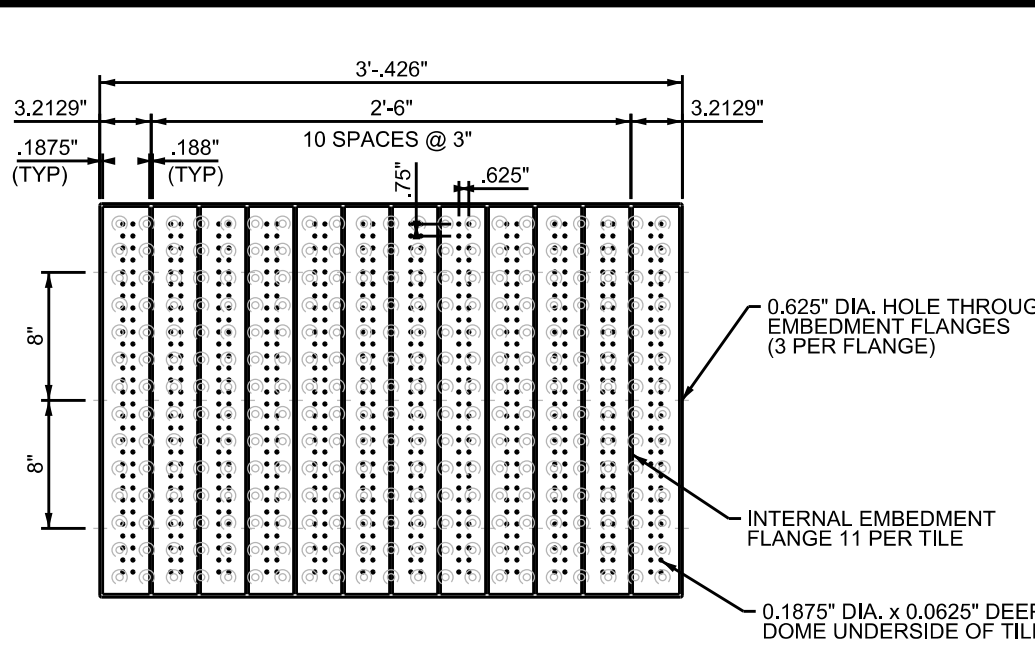 3'-.426"
3.2129"
2'-6"
3.2129"
10 SPACES @ 3"
.1875"
(TYP)
.188"
(TYP)
.75"
.625"
8"
8"
0.625" DIA. HOLE THROUG
EMBEDMENT FLANGES
(3 PER FLANGE)
INTERNAL EMBEDMENT
FLANGE 11 PER TILE
0.1875" DIA. x 0.0625" DEEP
DOME UNDERSIDE OF TILE